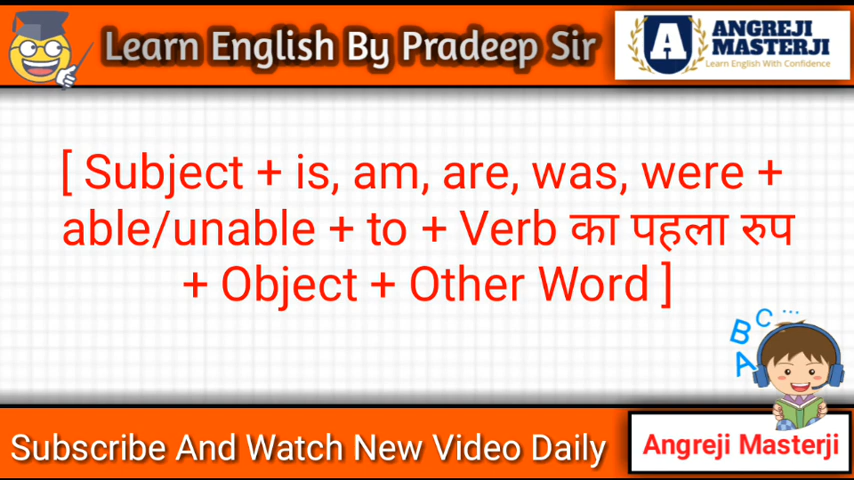 Learn English By Pradeep Sir
A
ANGREJI
MASTERJI
Learn English With Confidence
[ Subject + is, am, are, was, were +
able/unable + to + Verb का पहला रुप
+ Object + Other Word ]
B C ...
A
Subscribe And Watch New Video Daily
Angreji Masterji